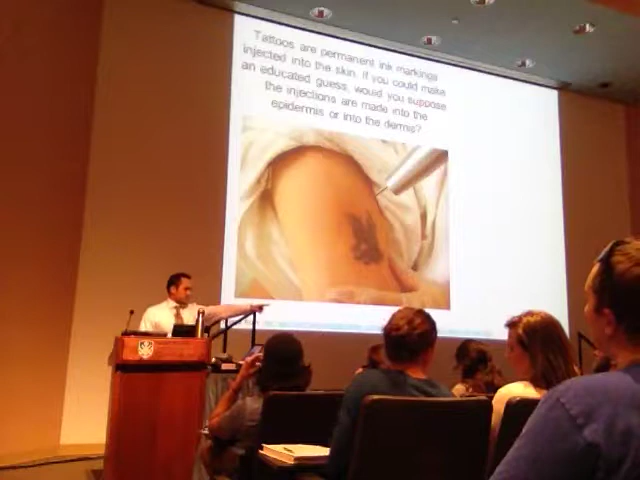 Tattoos are permanent ink markings
injected into the skin. If you could make
an educated guess, would you suppose
the injections are made into the
epidermis or into the dermis?